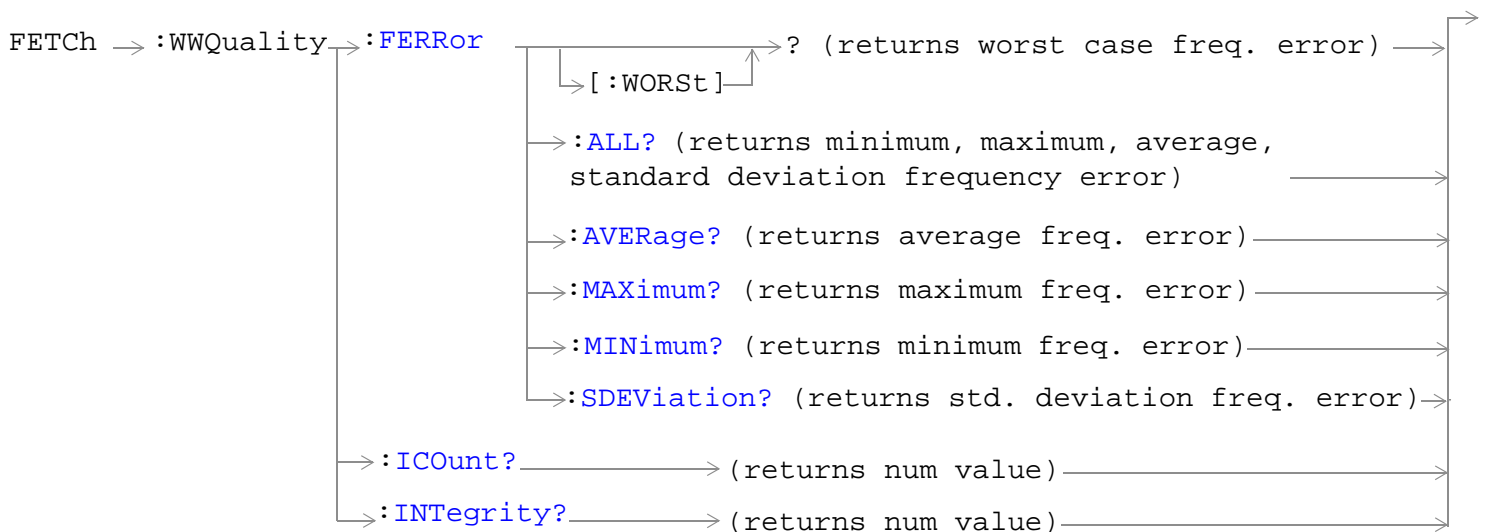 FETCh :WWQuality :FERRor ? (returns worst case freq. error)
[:WORSt]
:ALL? (returns minimum, maximum, average,
standard deviation frequency error)
:AVERage? (returns average freq. error)
:MAXimum? (returns maximum freq. error)
:MINimum? (returns minimum freq. error)
:SDEViation? (returns std. deviation freq. error)
:ICOunt? (returns num value)
:INTegrity? (returns num value)